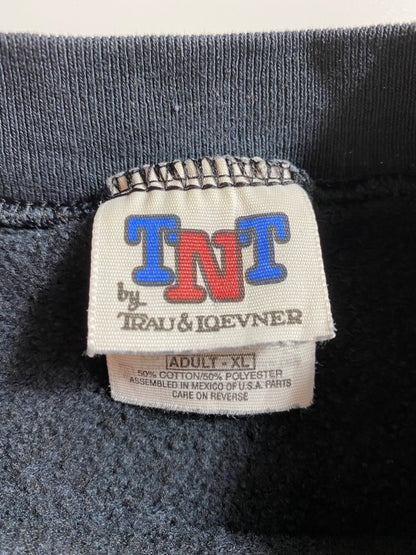 TNT
by
TRAU & LOEVNER
ADULT - XL
50% COTTON/50% POLYESTER
ASSEMBLED IN MEXICO OF U.S.A. PARTS
CARE ON REVERSE